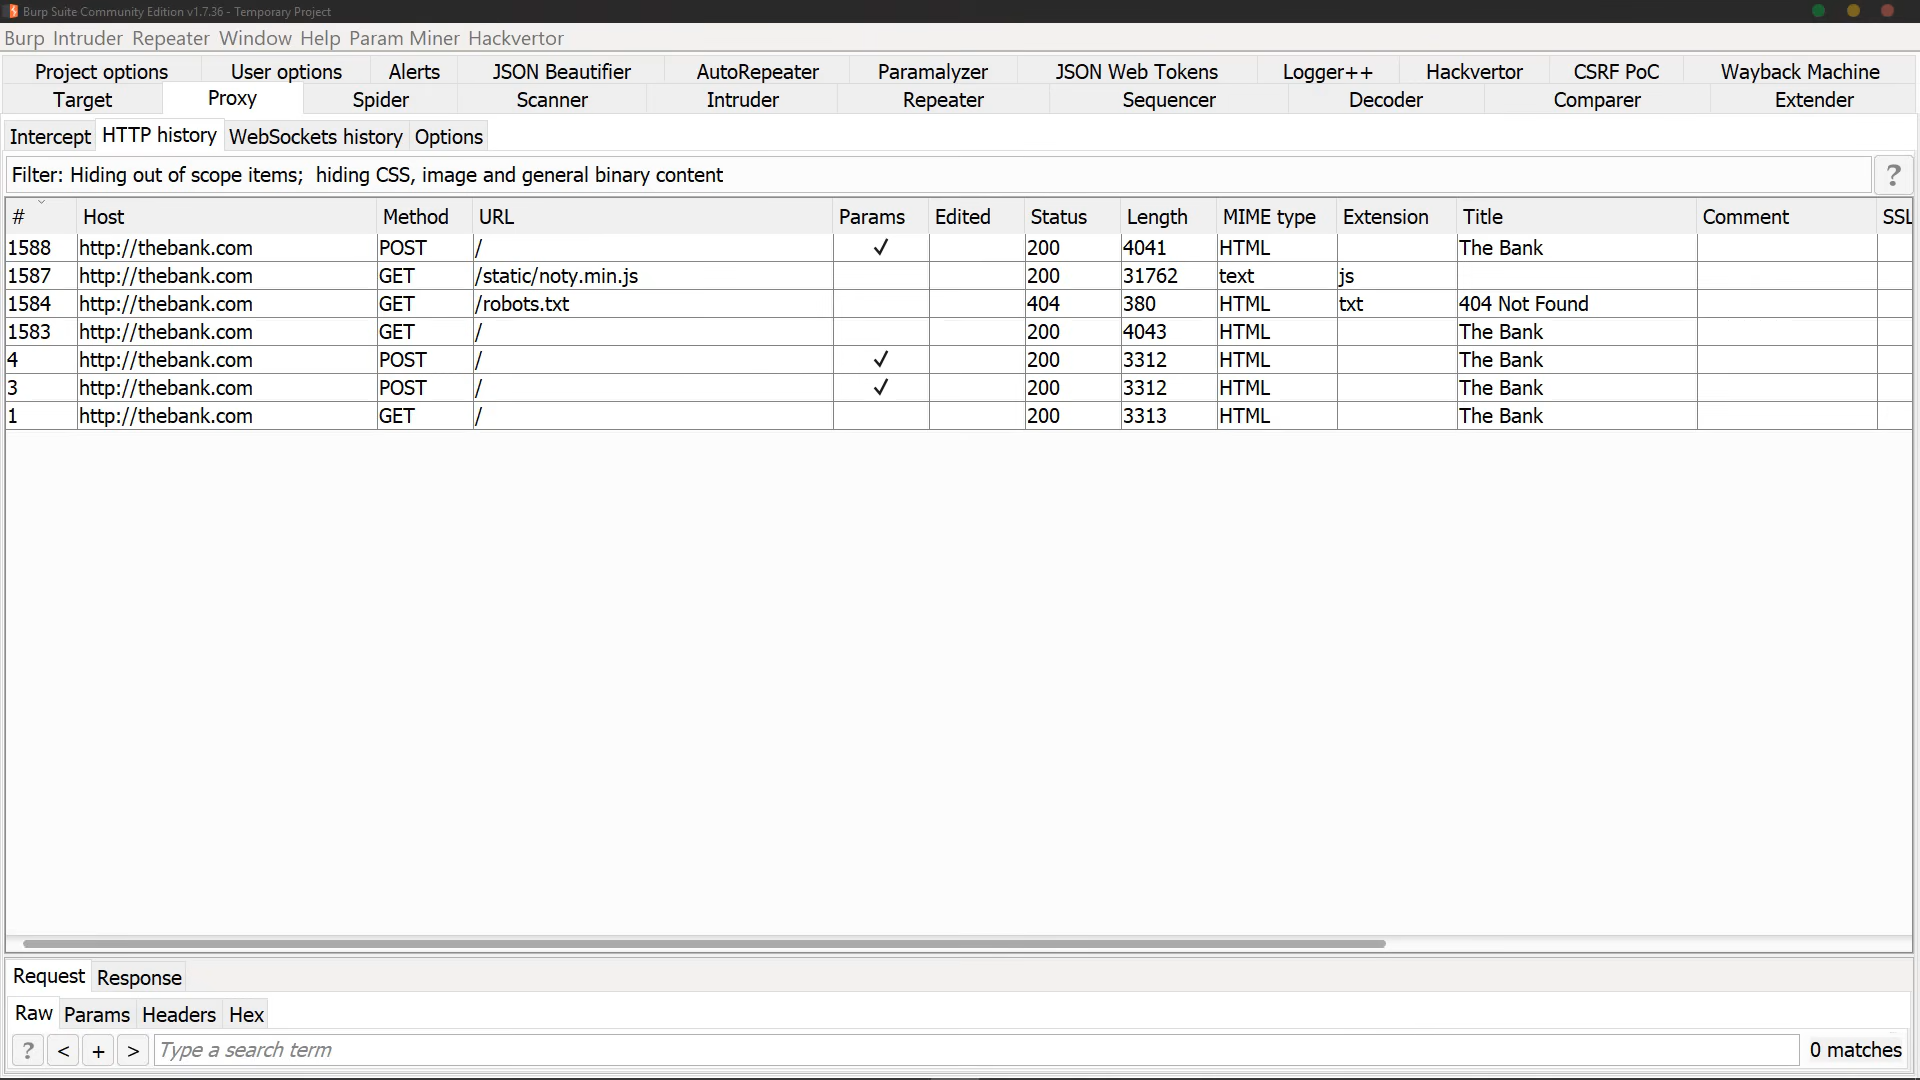 Burp Suite Community Edition v1.7.36 - Temporary Project
Burp Intruder Repeater Window Help Param Miner Hackvertor
Project options User options Alerts JSON Beautifier AutoRepeater Paramalyzer JSON Web Tokens Logger++ Hackvertor CSRF PoC Wayback Machine
Target Proxy Spider Scanner Intruder Repeater Sequencer Decoder Comparer Extender
Intercept HTTP history WebSockets history Options
Filter: Hiding out of scope items;  hiding CSS, image and general binary content ?
# Host Method URL Params Edited Status Length MIME type Extension Title Comment SSL
1588 http://thebank.com POST / ✓ 200 4041 HTML The Bank
1587 http://thebank.com GET /static/noty.min.js 200 31762 text js
1584 http://thebank.com GET /robots.txt 404 380 HTML txt 404 Not Found
1583 http://thebank.com GET / 200 4043 HTML The Bank
4 http://thebank.com POST / ✓ 200 3312 HTML The Bank
3 http://thebank.com POST / ✓ 200 3312 HTML The Bank
1 http://thebank.com GET / 200 3313 HTML The Bank
Request Response
Raw Params Headers Hex
? < + > Type a search term 0 matches